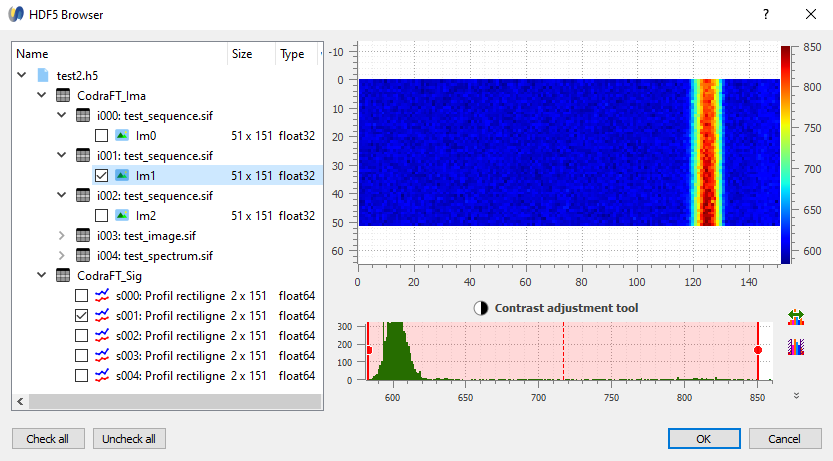 HDF5 Browser
? ×
Name Size Type
test2.h5
CodraFT_Ima
i000: test_sequence.sif
Im0 51 x 151 float32
i001: test_sequence.sif
Im1 51 x 151 float32
i002: test_sequence.sif
Im2 51 x 151 float32
i003: test_image.sif
i004: test_spectrum.sif
CodraFT_Sig
s000: Profil rectiligne 2 x 151 float64
s001: Profil rectiligne 2 x 151 float64
s002: Profil rectiligne 2 x 151 float64
s003: Profil rectiligne 2 x 151 float64
s004: Profil rectiligne 2 x 151 float64
-10
0
10
20
30
40
50
60
0 20 40 60 80 100 120 140
850
800
750
700
650
600
Contrast adjustment tool
300
200
100
0
600 650 700 750 800 850
Check all Uncheck all OK Cancel